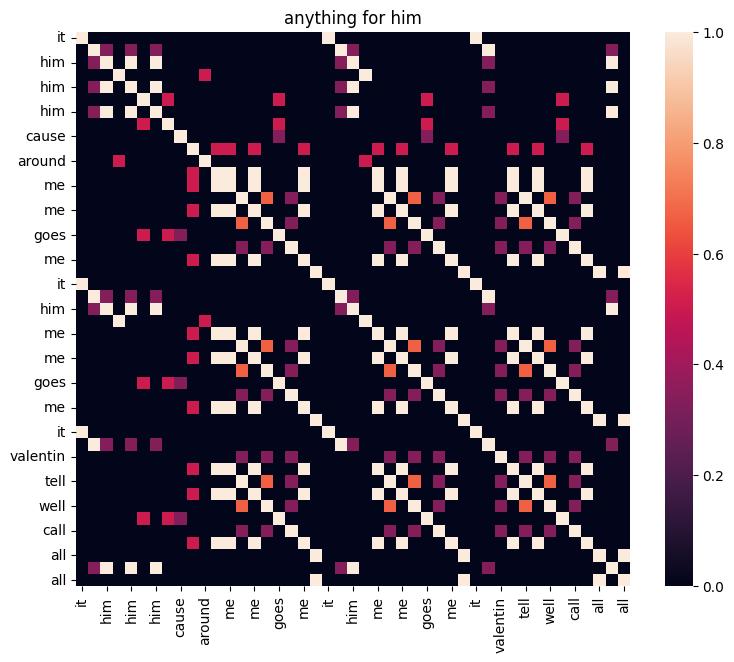 anything for him
it
him
him
him
cause
around
me
me
goes
me
it
him
me
me
goes
me
it
valentin
tell
well
call
all
all
1.0
0.8
0.6
0.4
0.2
0.0
it
him
him
him
cause
around
me
me
goes
me
it
him
me
me
goes
me
it
valentin
tell
well
call
all
all